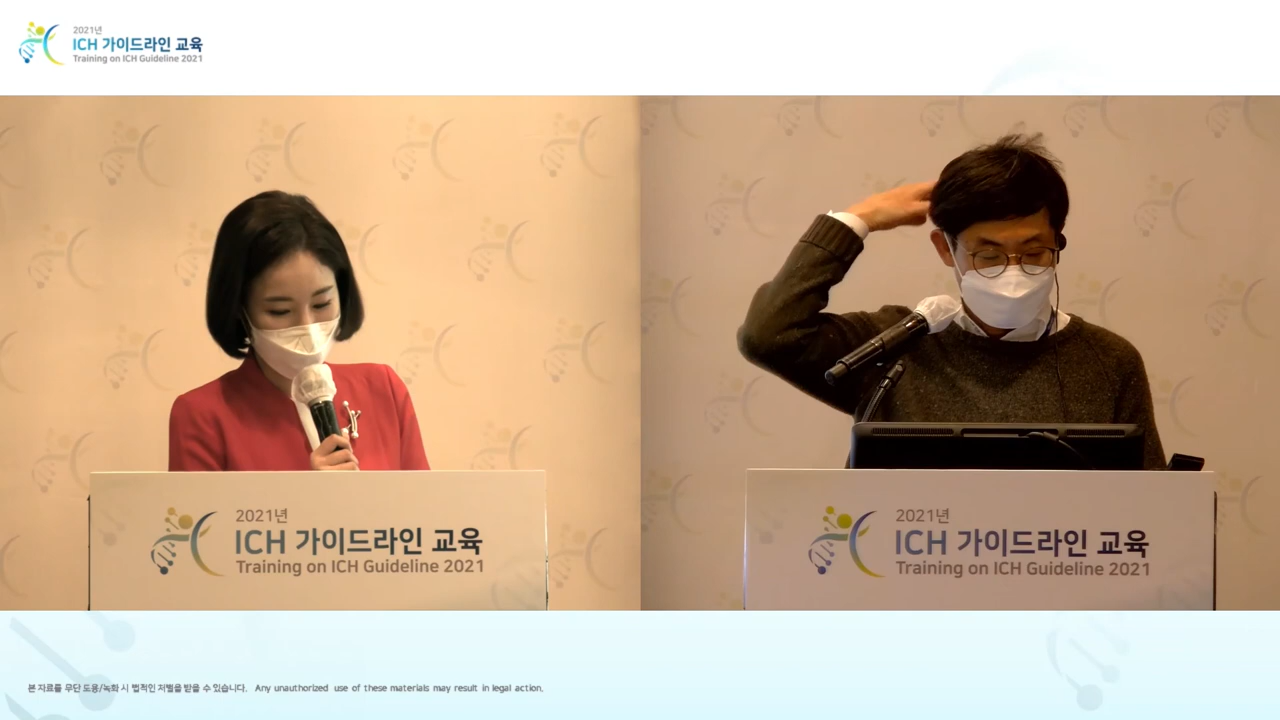 2021년
ICH 가이드라인 교육
Training on ICH Guideline 2021
2021년
ICH 가이드라인 교육
Training on ICH Guideline 2021
2021년
ICH 가이드라인 교육
Training on ICH Guideline 2021
본 자료를 무단 도용/녹화 시 법적인 처벌을 받을 수 있습니다. Any unauthorized use of these materials may result in legal action.